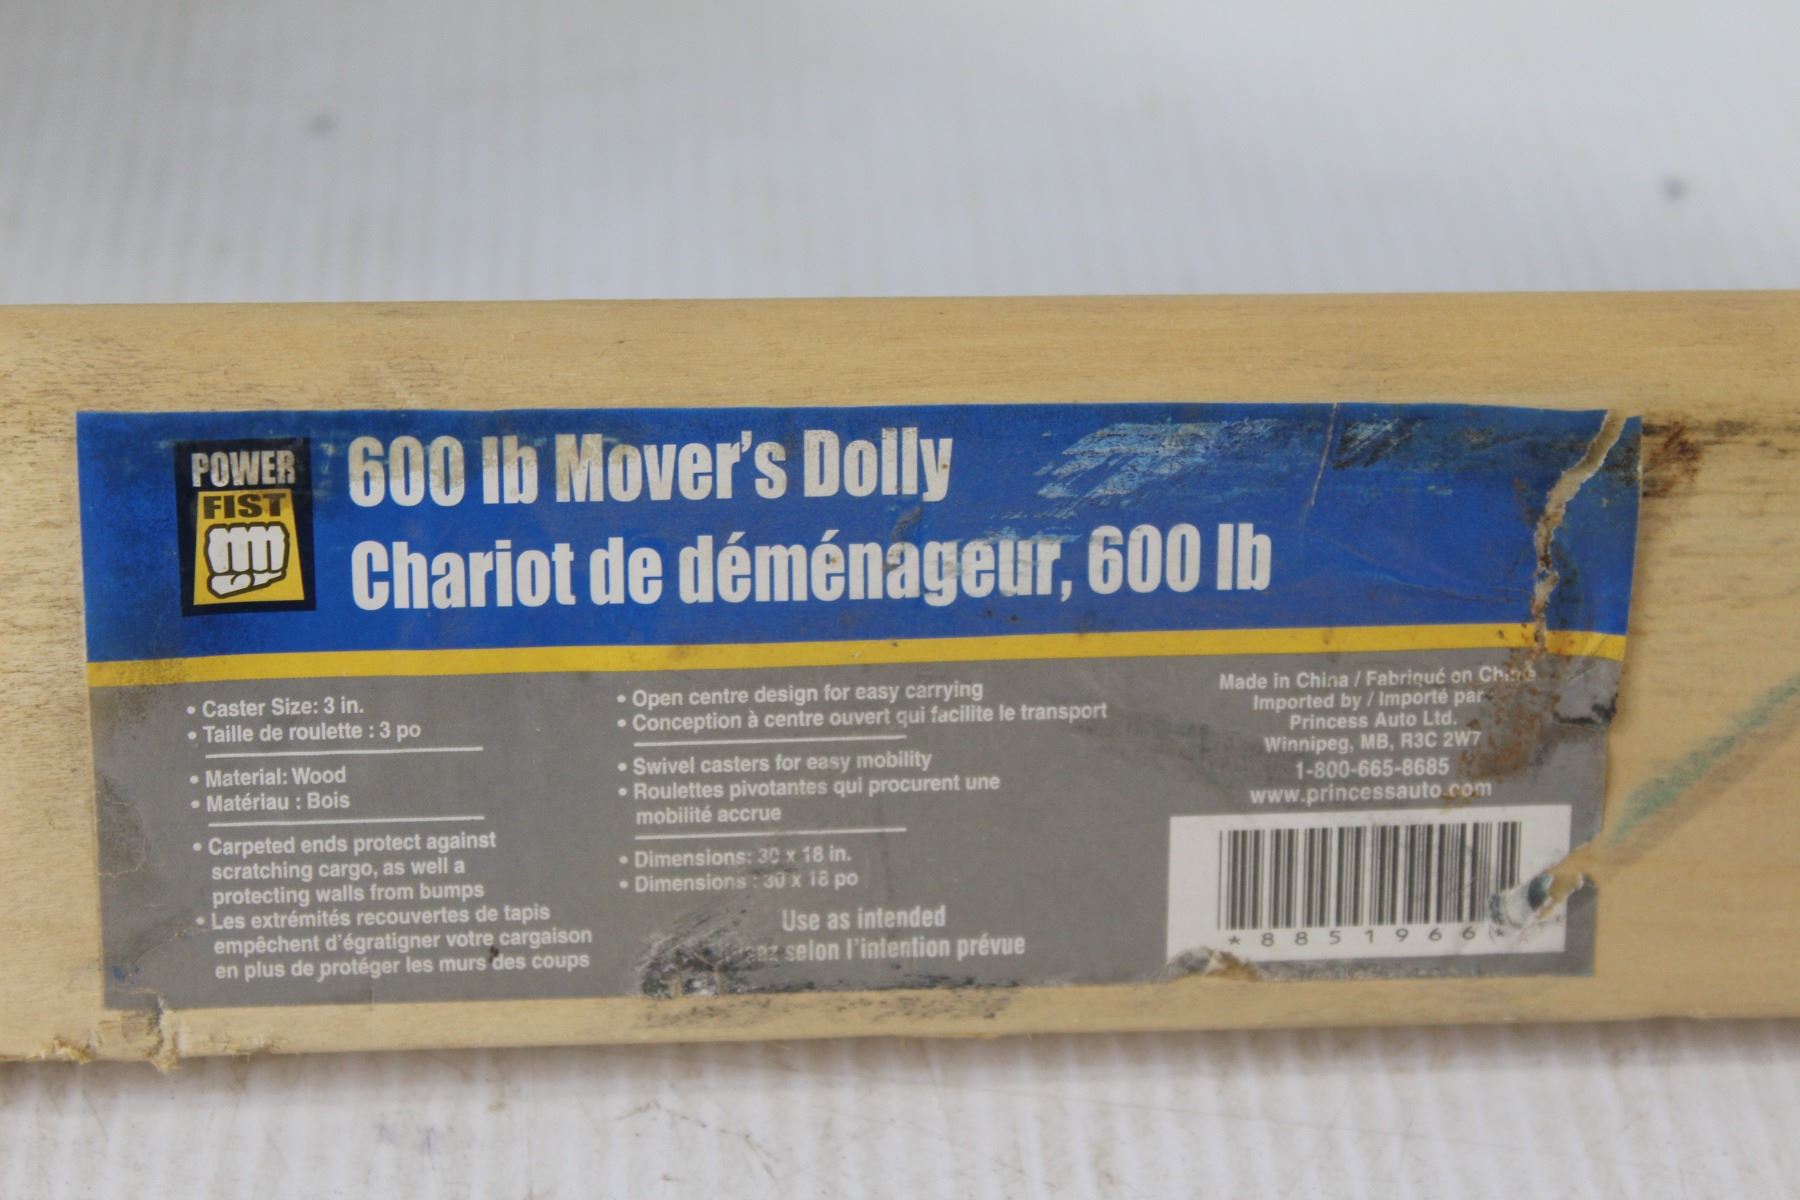 POWER
FIST
600 lb Mover's Dolly
Chariot de déménageur, 600 lb
• Caster Size: 3 in.
• Taille de roulette : 3 po
• Material: Wood
• Matériau : Bois
• Carpeted ends protect against
scratching cargo, as well a
protecting walls from bumps
• Les extrémités recouvertes de tapis
empêchent d'égratigner votre cargaison
en plus de protéger les murs des coups
• Open centre design for easy carrying
• Conception à centre ouvert qui facilite le transport
• Swivel casters for easy mobility
• Roulettes pivotantes qui procurent une
mobilité accrue
• Dimensions: 30 x 18 in.
• Dimensions : 30 x 18 po
Use as intended
selon l'intention prévue
Made in China / Fabriqué en Chine
Imported by / Importé par
Princess Auto Ltd.
Winnipeg, MB, R3C 2W7
1-800-665-8685
www.princessauto.com
*8851966*